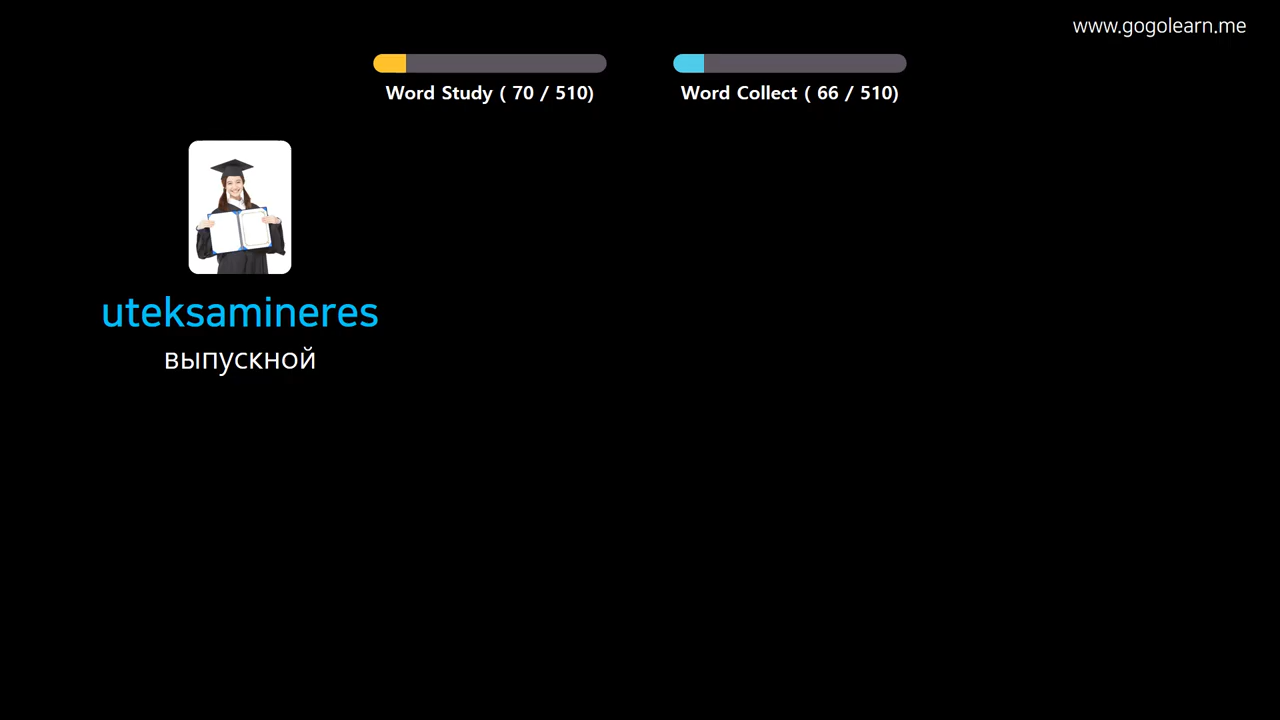 www.gogolearn.me
Word Study ( 70 / 510)
Word Collect ( 66 / 510)
uteksamineres
выпускной